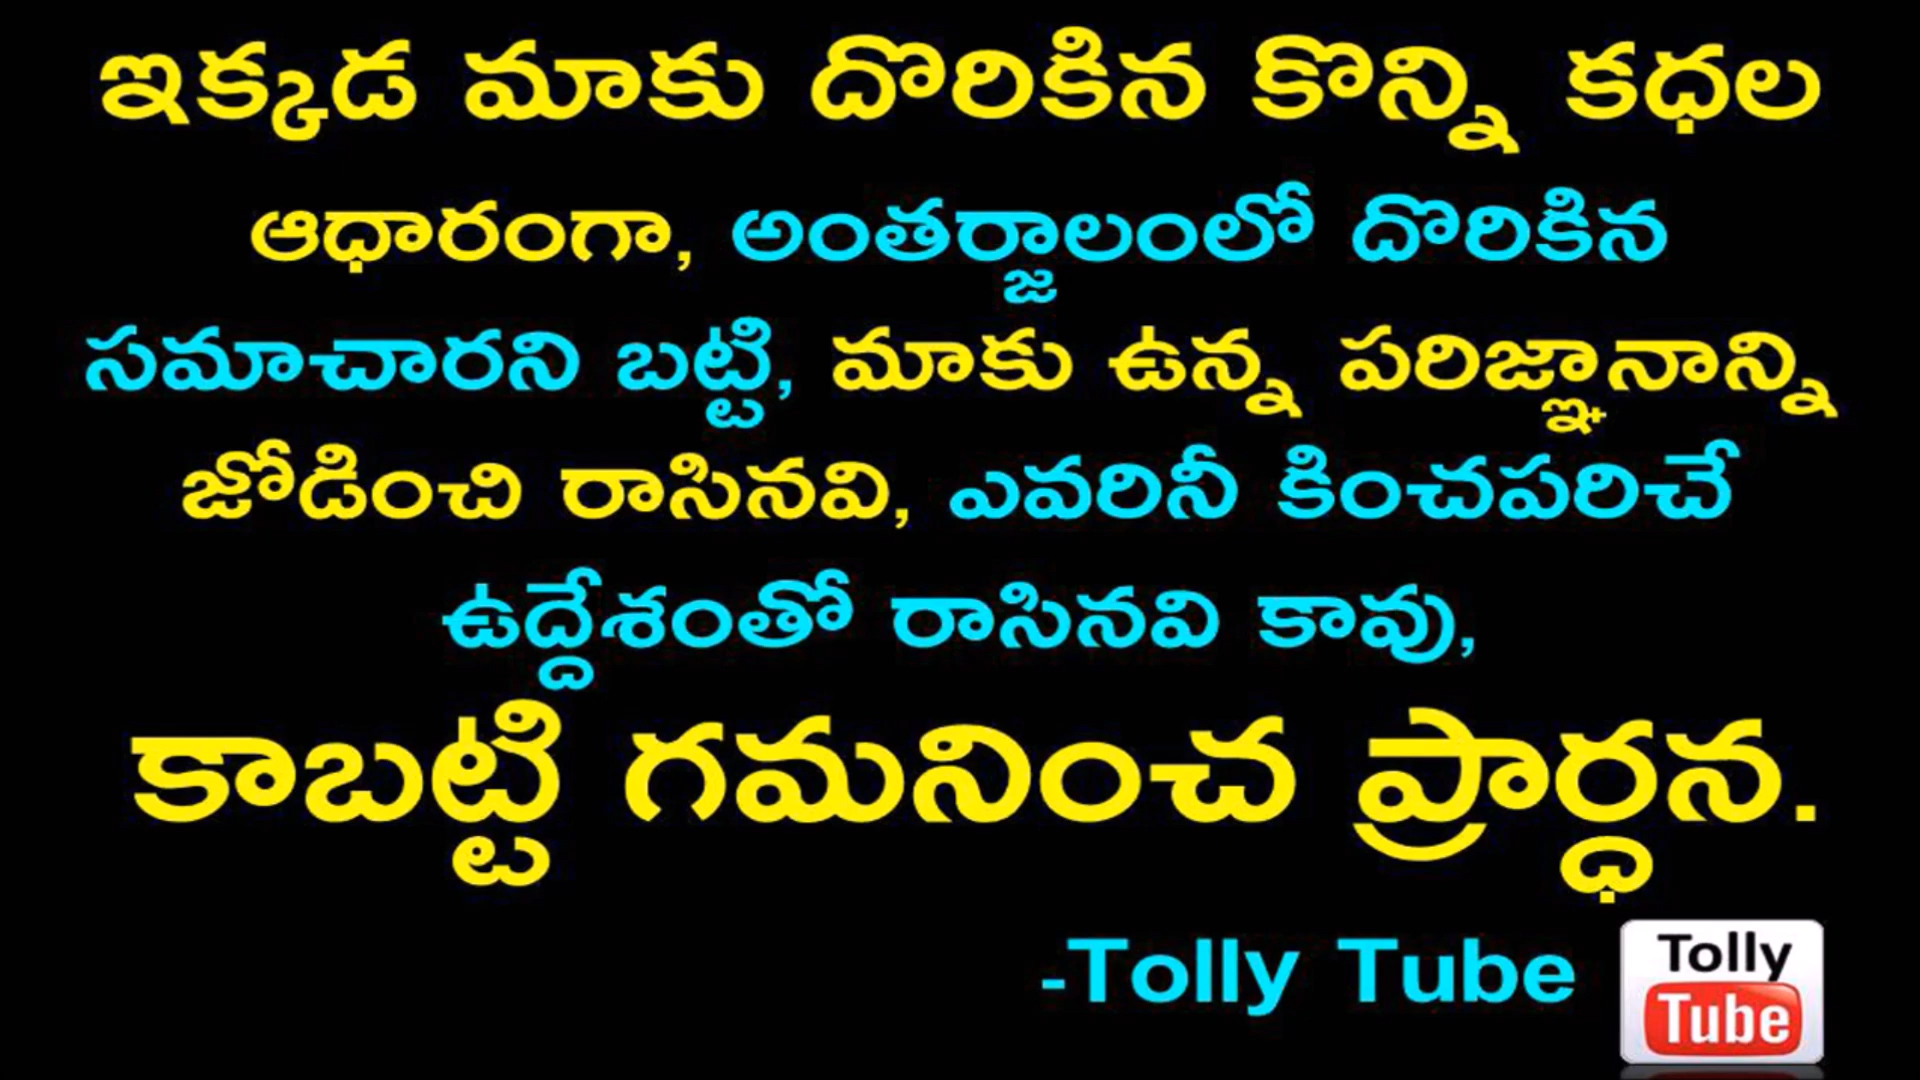 ఇక్కడ మాకు దొరికిన కొన్ని కధల
ఆధారంగా, అంతర్జాలంలో దొరికిన
సమాచారని బట్టి, మాకు ఉన్న పరిజ్ఞానాన్ని
జోడించి రాసినవి, ఎవరినీ కించపరిచే
ఉద్దేశంతో రాసినవి కావు,
కాబట్టి గమనించ ప్రార్ధన.
-Tolly Tube
Tolly
Tube